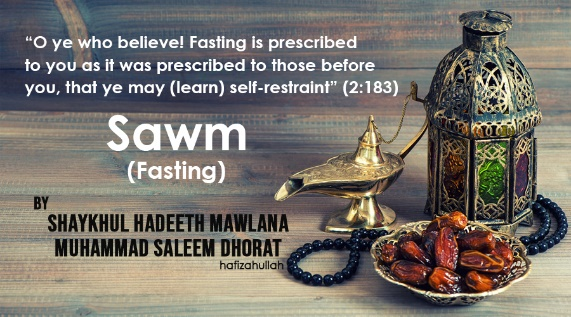 “O ye who believe! Fasting is prescribed
to you as it was prescribed to those before
you, that ye may (learn) self-restraint” (2:183)
Sawm
(Fasting)
BY
SHAYKHUL HADEETH MAWLANA
MUHAMMAD SALEEM DHORAT
hafizahullah